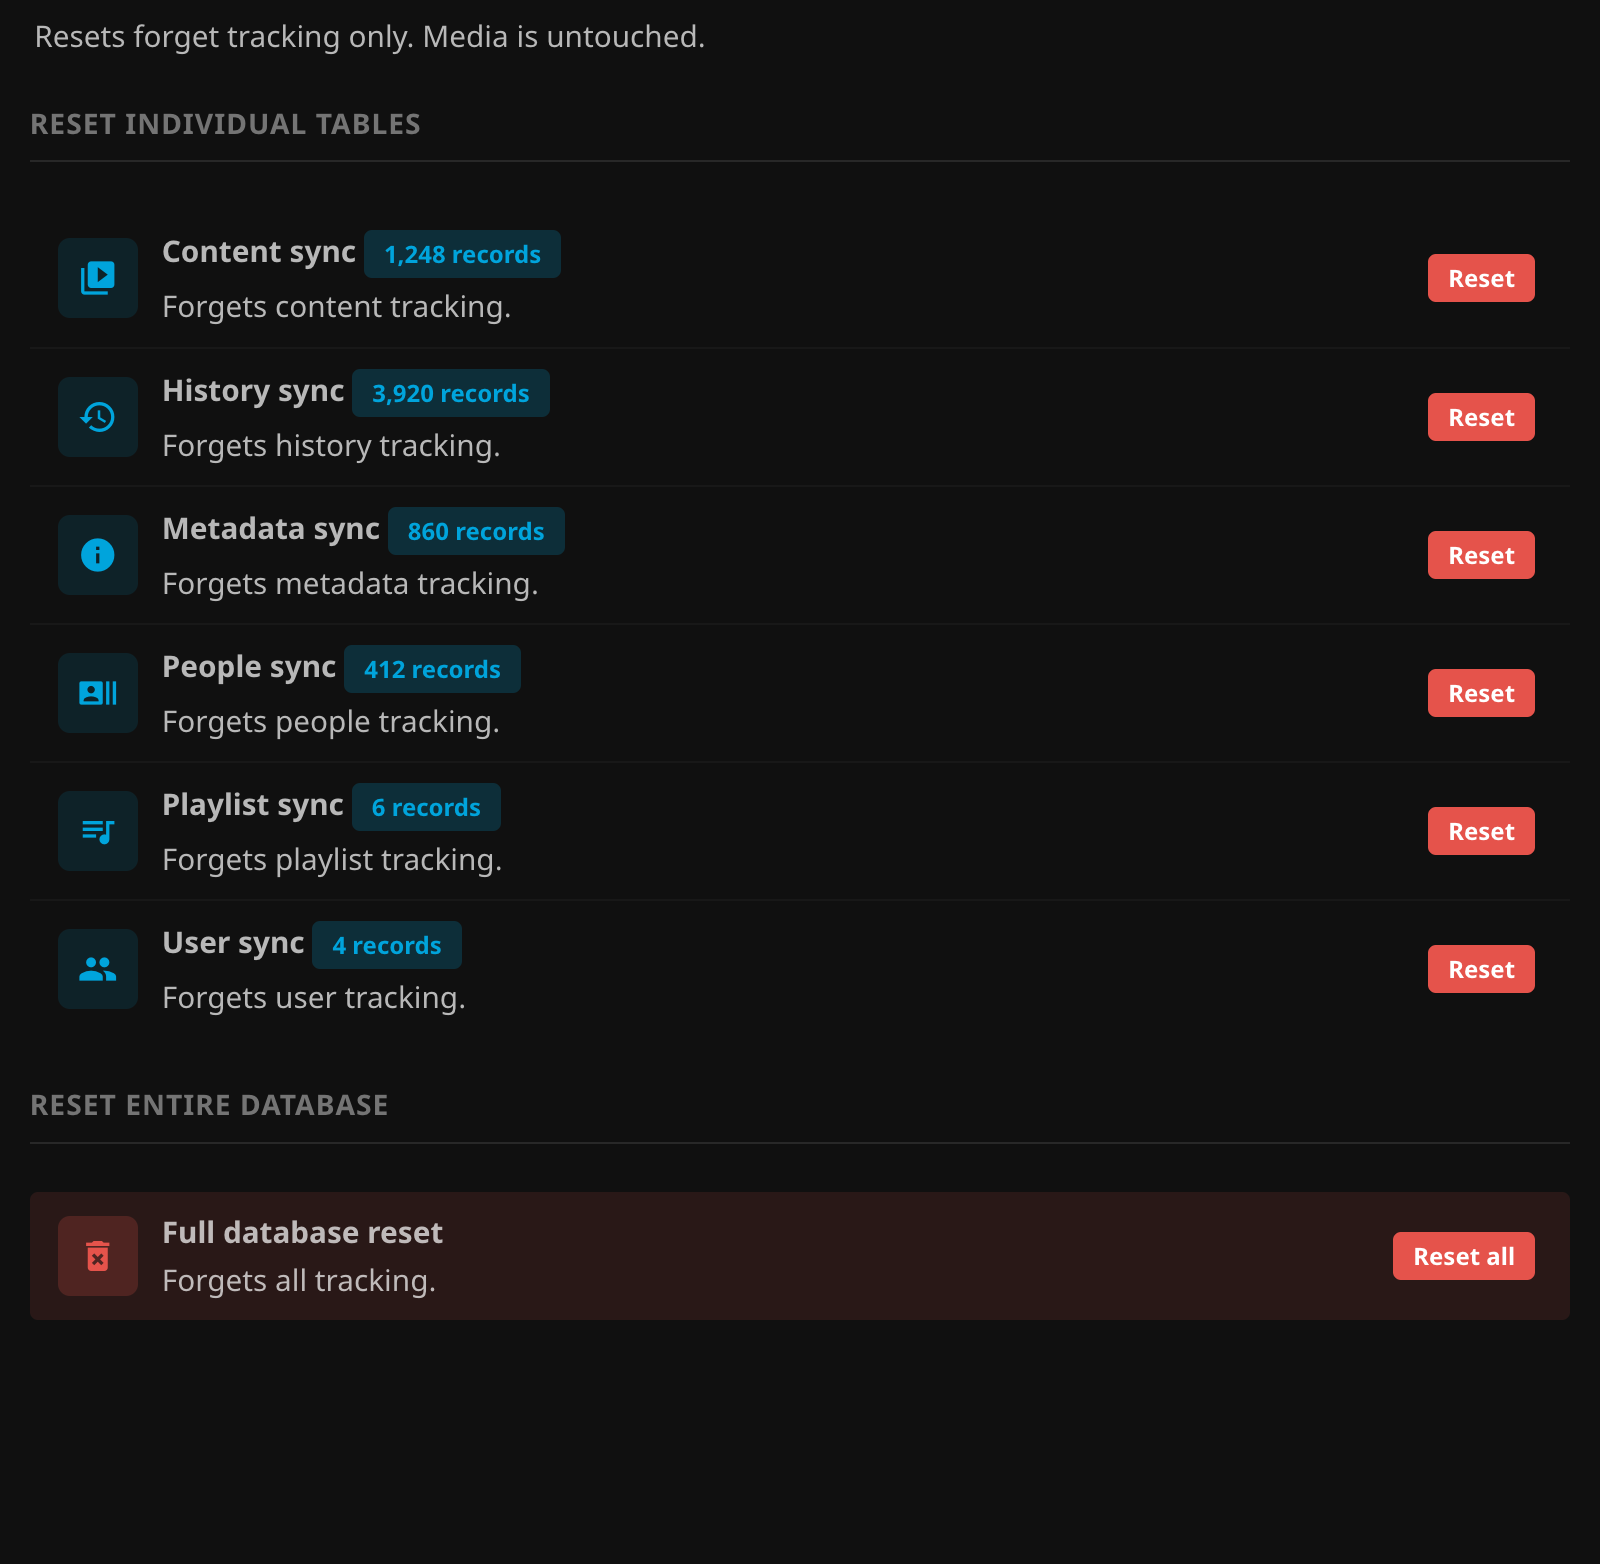 Resets forget tracking only. Media is untouched.
RESET INDIVIDUAL TABLES
Content sync 1,248 records
Forgets content tracking.
Reset
History sync 3,920 records
Forgets history tracking.
Reset
Metadata sync 860 records
Forgets metadata tracking.
Reset
People sync 412 records
Forgets people tracking.
Reset
Playlist sync 6 records
Forgets playlist tracking.
Reset
User sync 4 records
Forgets user tracking.
Reset
RESET ENTIRE DATABASE
Full database reset
Forgets all tracking.
Reset all